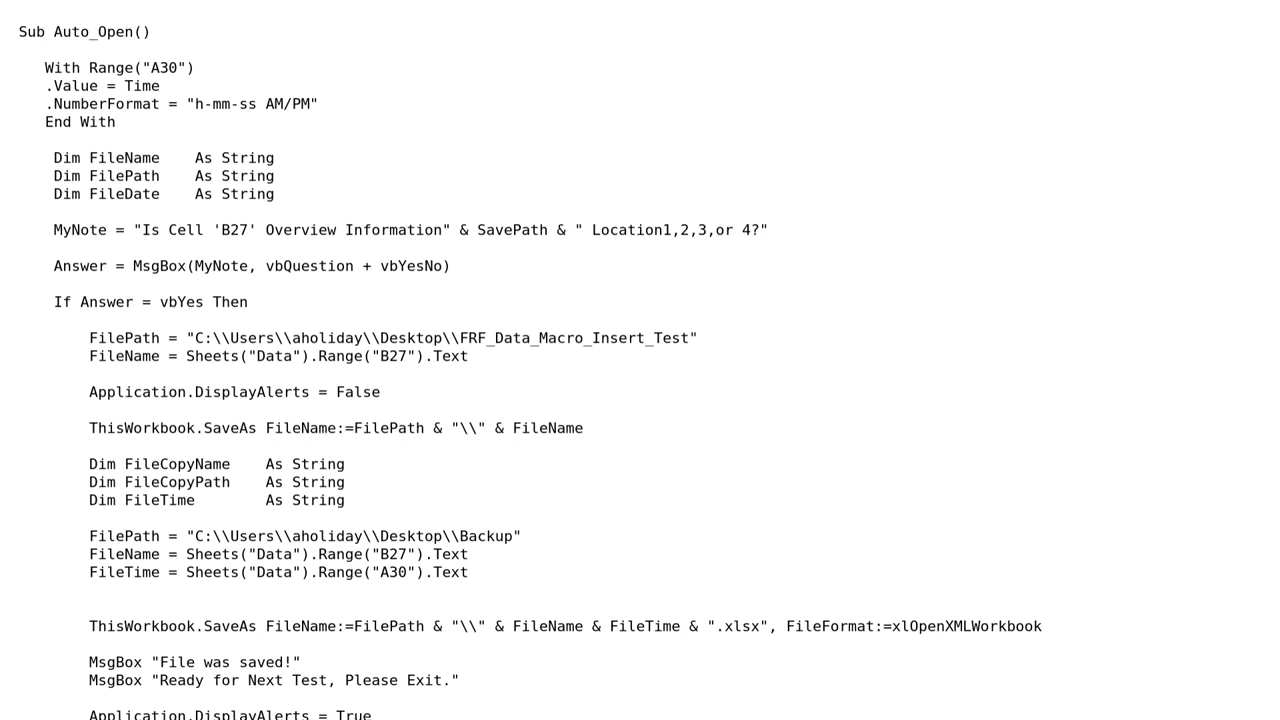 Sub Auto_Open()
With Range("A30")
.Value = Time
.NumberFormat = "h-mm-ss AM/PM"
End With
Dim FileName    As String
Dim FilePath    As String
Dim FileDate    As String
MyNote = "Is Cell 'B27' Overview Information" & SavePath & " Location1,2,3,or 4?"
Answer = MsgBox(MyNote, vbQuestion + vbYesNo)
If Answer = vbYes Then
FilePath = "C:\\Users\\aholiday\\Desktop\\FRF_Data_Macro_Insert_Test"
FileName = Sheets("Data").Range("B27").Text
Application.DisplayAlerts = False
ThisWorkbook.SaveAs FileName:=FilePath & "\\" & FileName
Dim FileCopyName    As String
Dim FileCopyPath    As String
Dim FileTime        As String
FilePath = "C:\\Users\\aholiday\\Desktop\\Backup"
FileName = Sheets("Data").Range("B27").Text
FileTime = Sheets("Data").Range("A30").Text
ThisWorkbook.SaveAs FileName:=FilePath & "\\" & FileName & FileTime & ".xlsx", FileFormat:=xlOpenXMLWorkbook
MsgBox "File was saved!"
MsgBox "Ready for Next Test, Please Exit."
Application.DisplayAlerts = True